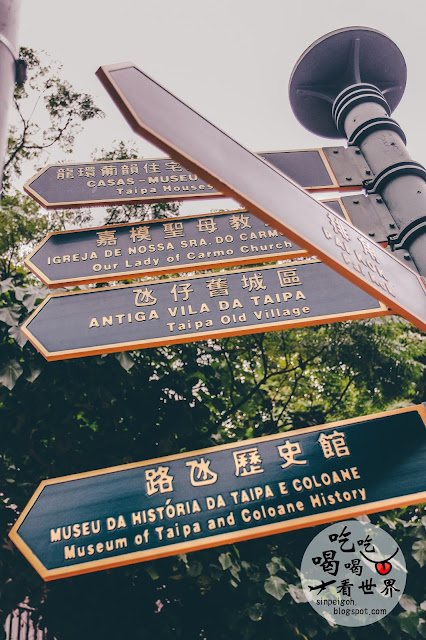 龍環葡韻住宅
CASAS-MUSEU
Taipa Houses
嘉模聖母教
IGREJA DE NOSSA SRA. DO CARMO
Our Lady of Carmo Church
氹仔舊城區
ANTIGA VILA DA TAIPA
Taipa Old Village
路氹歷史館
MUSEU DA HISTÓRIA DA TAIPA E COLOANE
Museum of Taipa and Coloane History
吃吃
喝喝
看世界
sinpeigoh.
blogspot.com